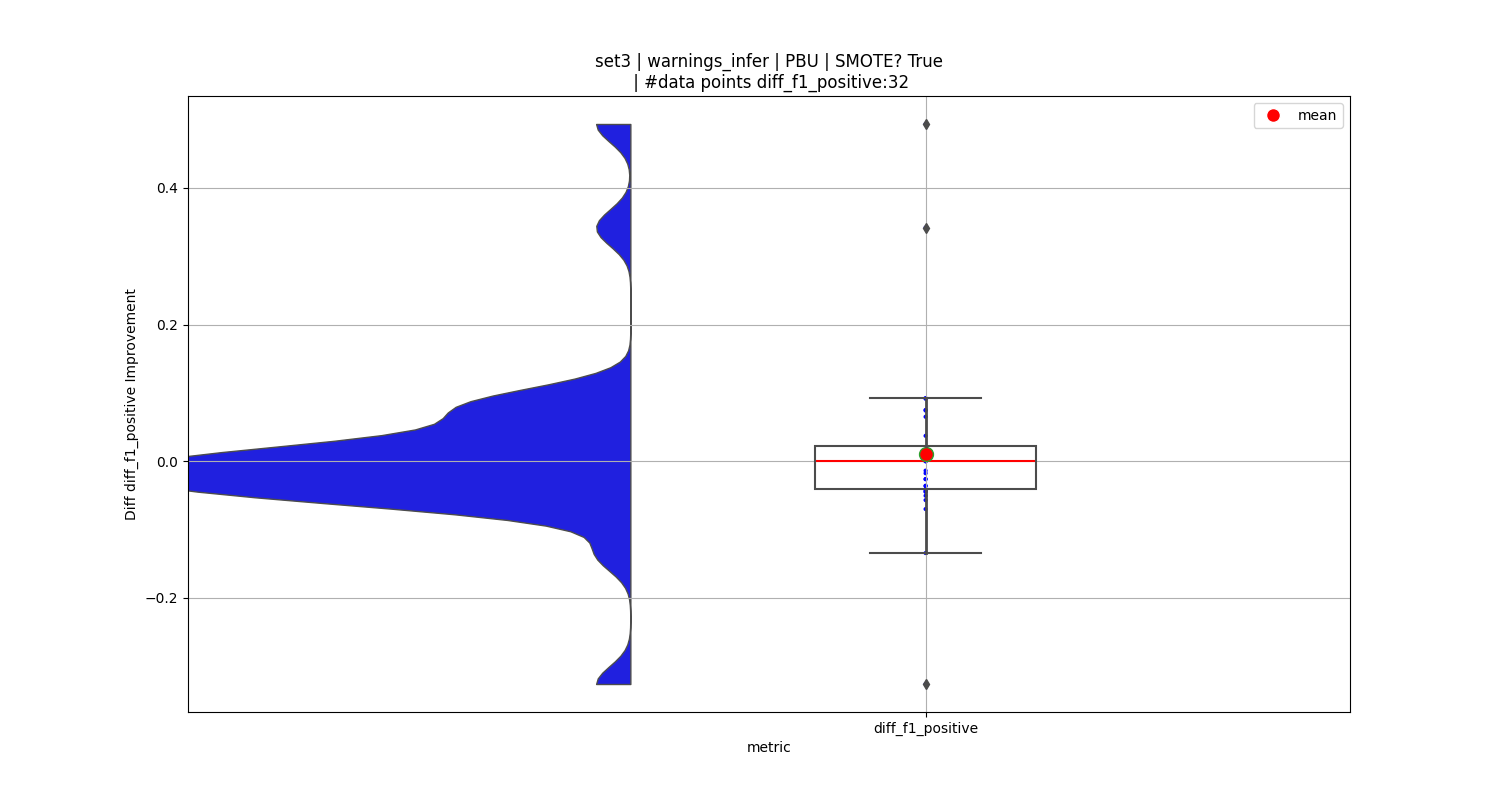 set3 | warnings_infer | PBU | SMOTE? True
| #data points diff_f1_positive:32
mean
0.4
0.2
0.0
−0.2
Diff diff_f1_positive Improvement
diff_f1_positive
metric